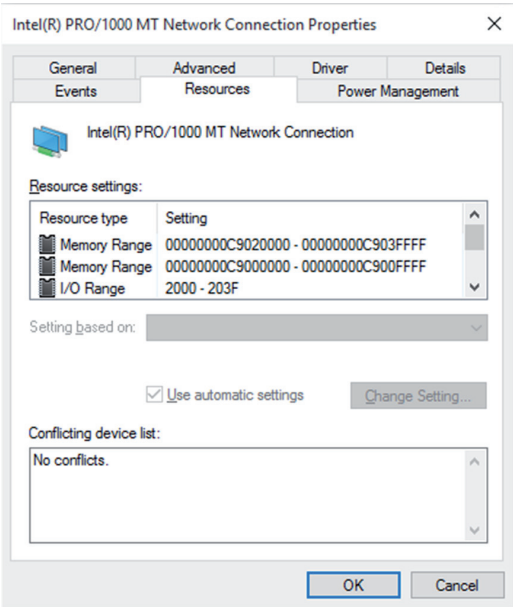 Intel(R) PRO/1000 MT Network Connection Properties
General Advanced Driver Details
Events Resources Power Management
Intel(R) PRO/1000 MT Network Connection
Resource settings:
Resource type Setting
Memory Range 00000000C9020000 - 00000000C903FFFF
Memory Range 00000000C9000000 - 00000000C900FFFF
I/O Range 2000 - 203F
Setting based on:
Use automatic settings Change Setting...
Conflicting device list:
No conflicts.
OK Cancel